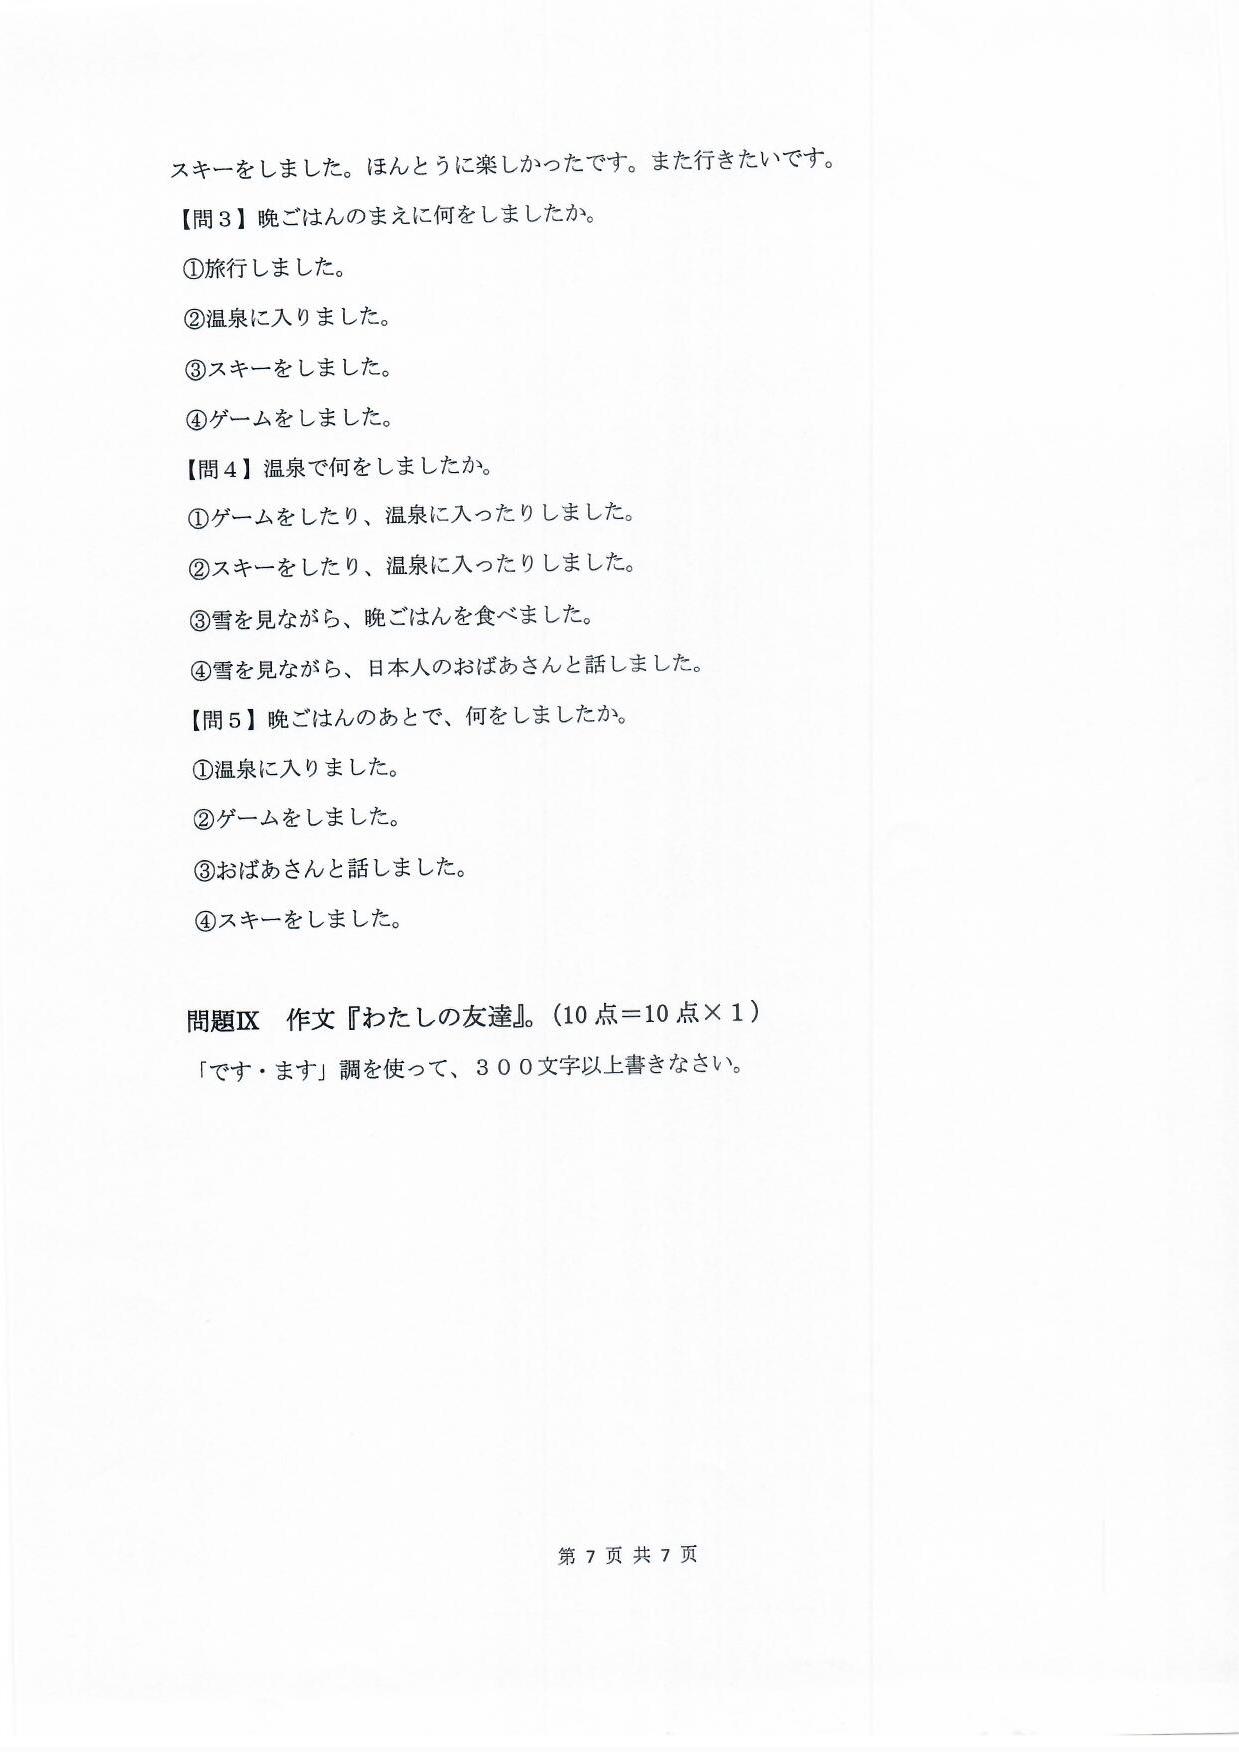 スキーをしました。ほんとうに楽しかったです。また行きたいです。
【問３】晩ごはんのまえに何をしましたか。
①旅行しました。
②温泉に入りました。
③スキーをしました。
④ゲームをしました。
【問４】温泉で何をしましたか。
①ゲームをしたり、温泉に入ったりしました。
②スキーをしたり、温泉に入ったりしました。
③雪を見ながら、晩ごはんを食べました。
④雪を見ながら、日本人のおばあさんと話しました。
【問５】晩ごはんのあとで、何をしましたか。
①温泉に入りました。
②ゲームをしました。
③おばあさんと話しました。
④スキーをしました。
問題Ⅸ　作文『わたしの友達』。（10 点＝10 点×１）
「です・ます」調を使って、３００文字以上書きなさい。
第 7 页 共 7 页